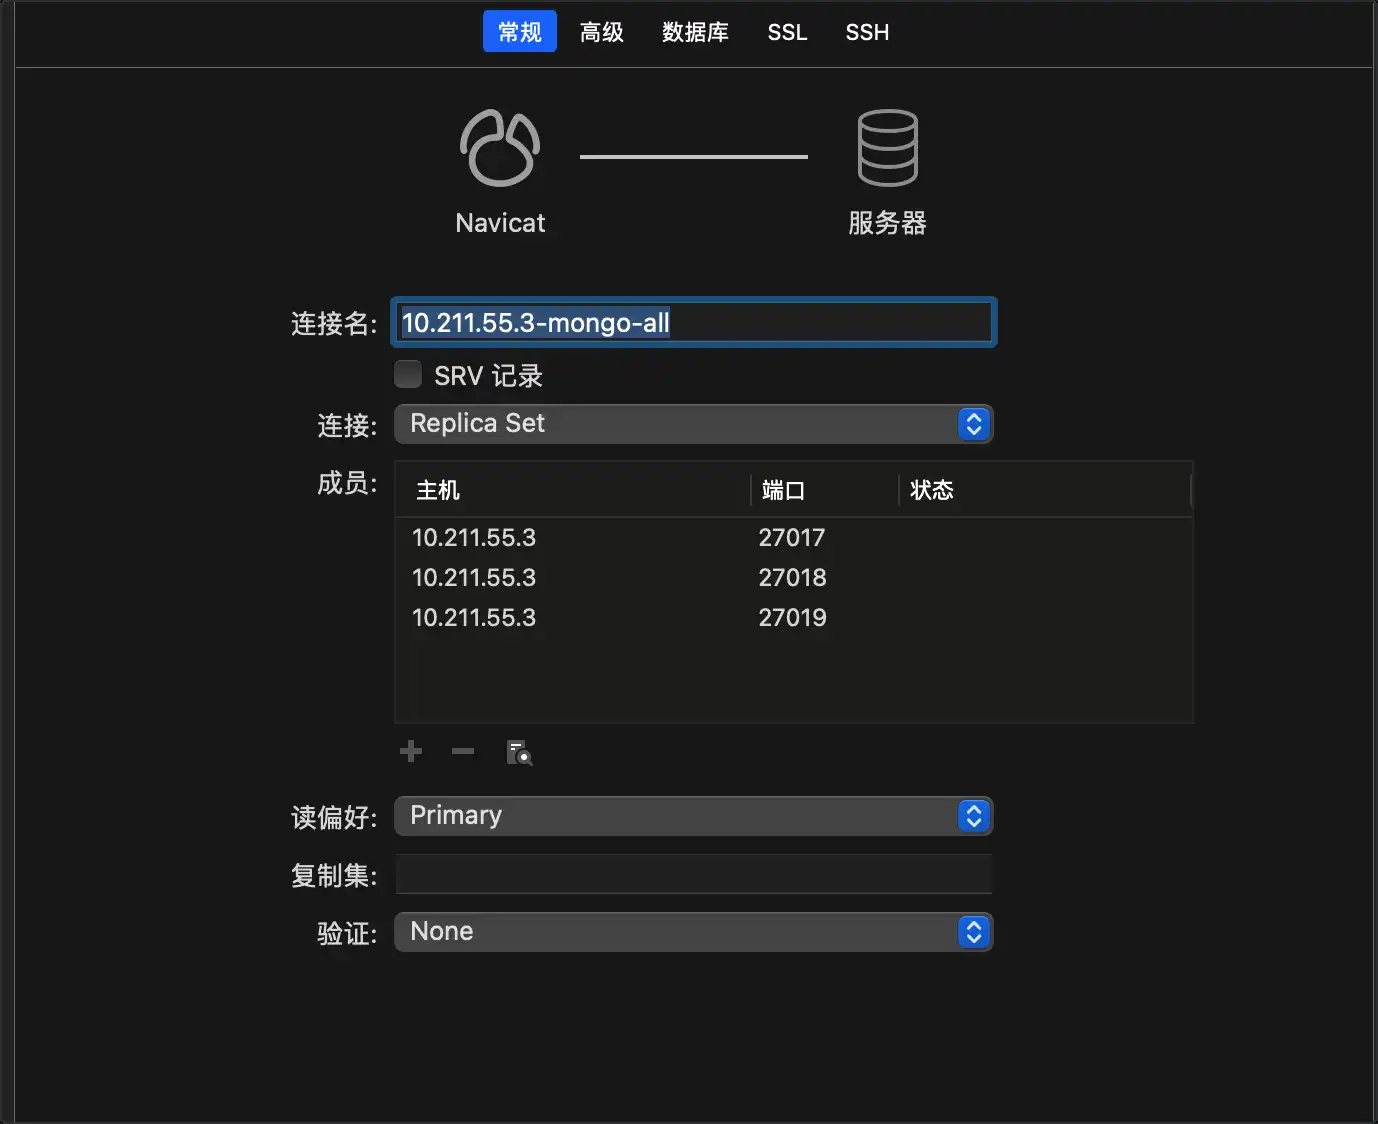 常规 高级 数据库 SSL SSH
Navicat 服务器
连接名: 10.211.55.3-mongo-all
SRV 记录
连接: Replica Set
成员: 主机 端口 状态
10.211.55.3 27017
10.211.55.3 27018
10.211.55.3 27019
读偏好: Primary
复制集:
验证: None